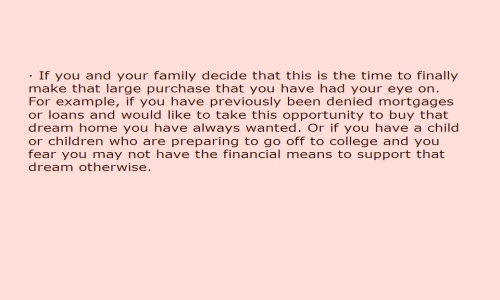 · If you and your family decide that this is the time to finally
make that large purchase that you have had your eye on.
For example, if you have previously been denied mortgages
or loans and would like to take this opportunity to buy that
dream home you have always wanted. Or if you have a child
or children who are preparing to go off to college and you
fear you may not have the financial means to support that
dream otherwise.